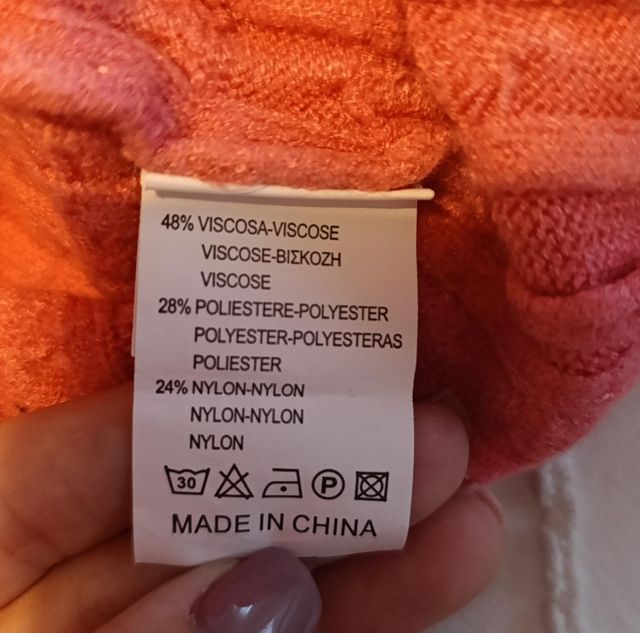 48% VISCOSA-VISCOSE
VISCOSE-ΒΙΣΚΟΖΗ
VISCOSE
28% POLIESTERE-POLYESTER
POLYESTER-POLYESTERAS
POLIESTER
24% NYLON-NYLON
NYLON-NYLON
NYLON
30 P
MADE IN CHINA